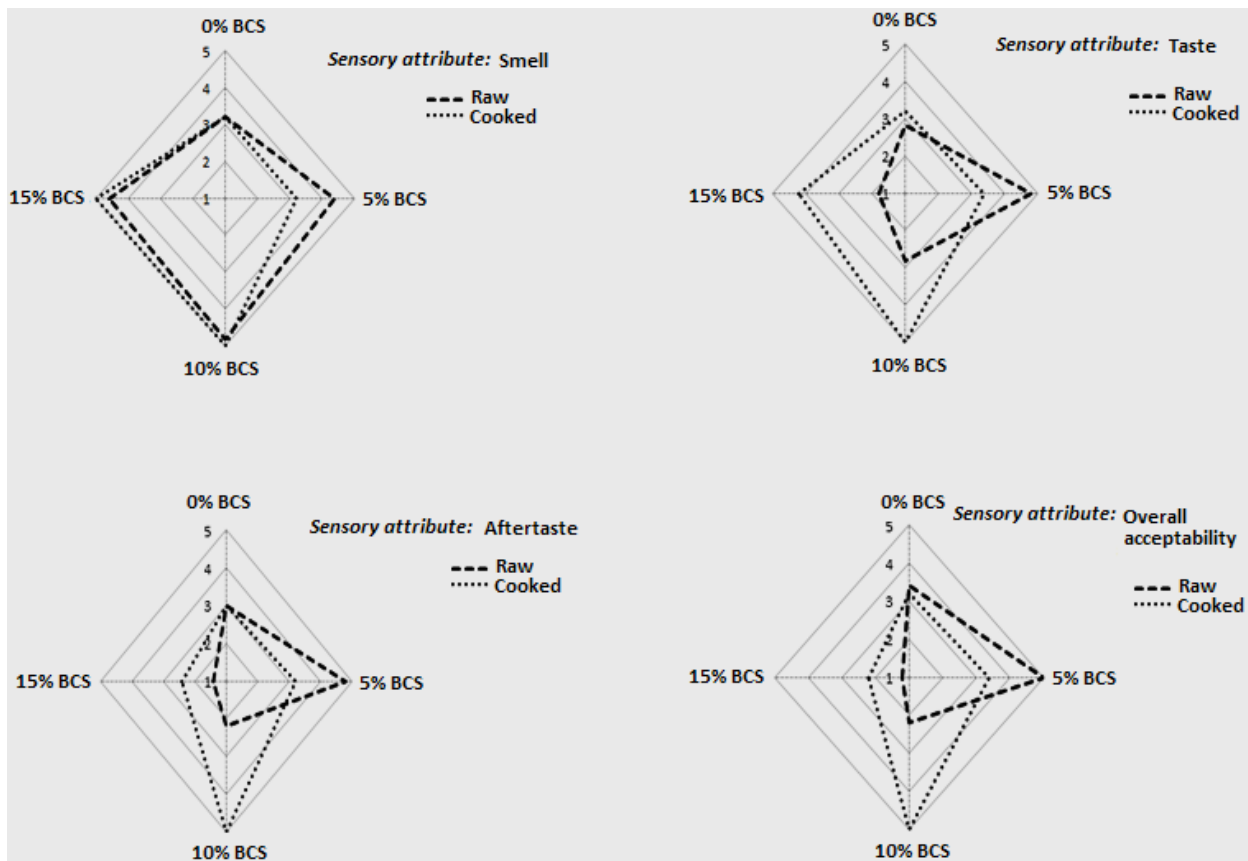 0% BCS
Sensory attribute: Smell
Raw
Cooked
5
4
3
2
1
15% BCS
5% BCS
10% BCS
0% BCS
Sensory attribute: Taste
Raw
Cooked
5
4
3
2
1
15% BCS
5% BCS
10% BCS
0% BCS
Sensory attribute: Aftertaste
Raw
Cooked
5
4
3
2
1
15% BCS
5% BCS
10% BCS
0% BCS
Sensory attribute: Overall
acceptability
Raw
Cooked
5
4
3
2
1
15% BCS
5% BCS
10% BCS